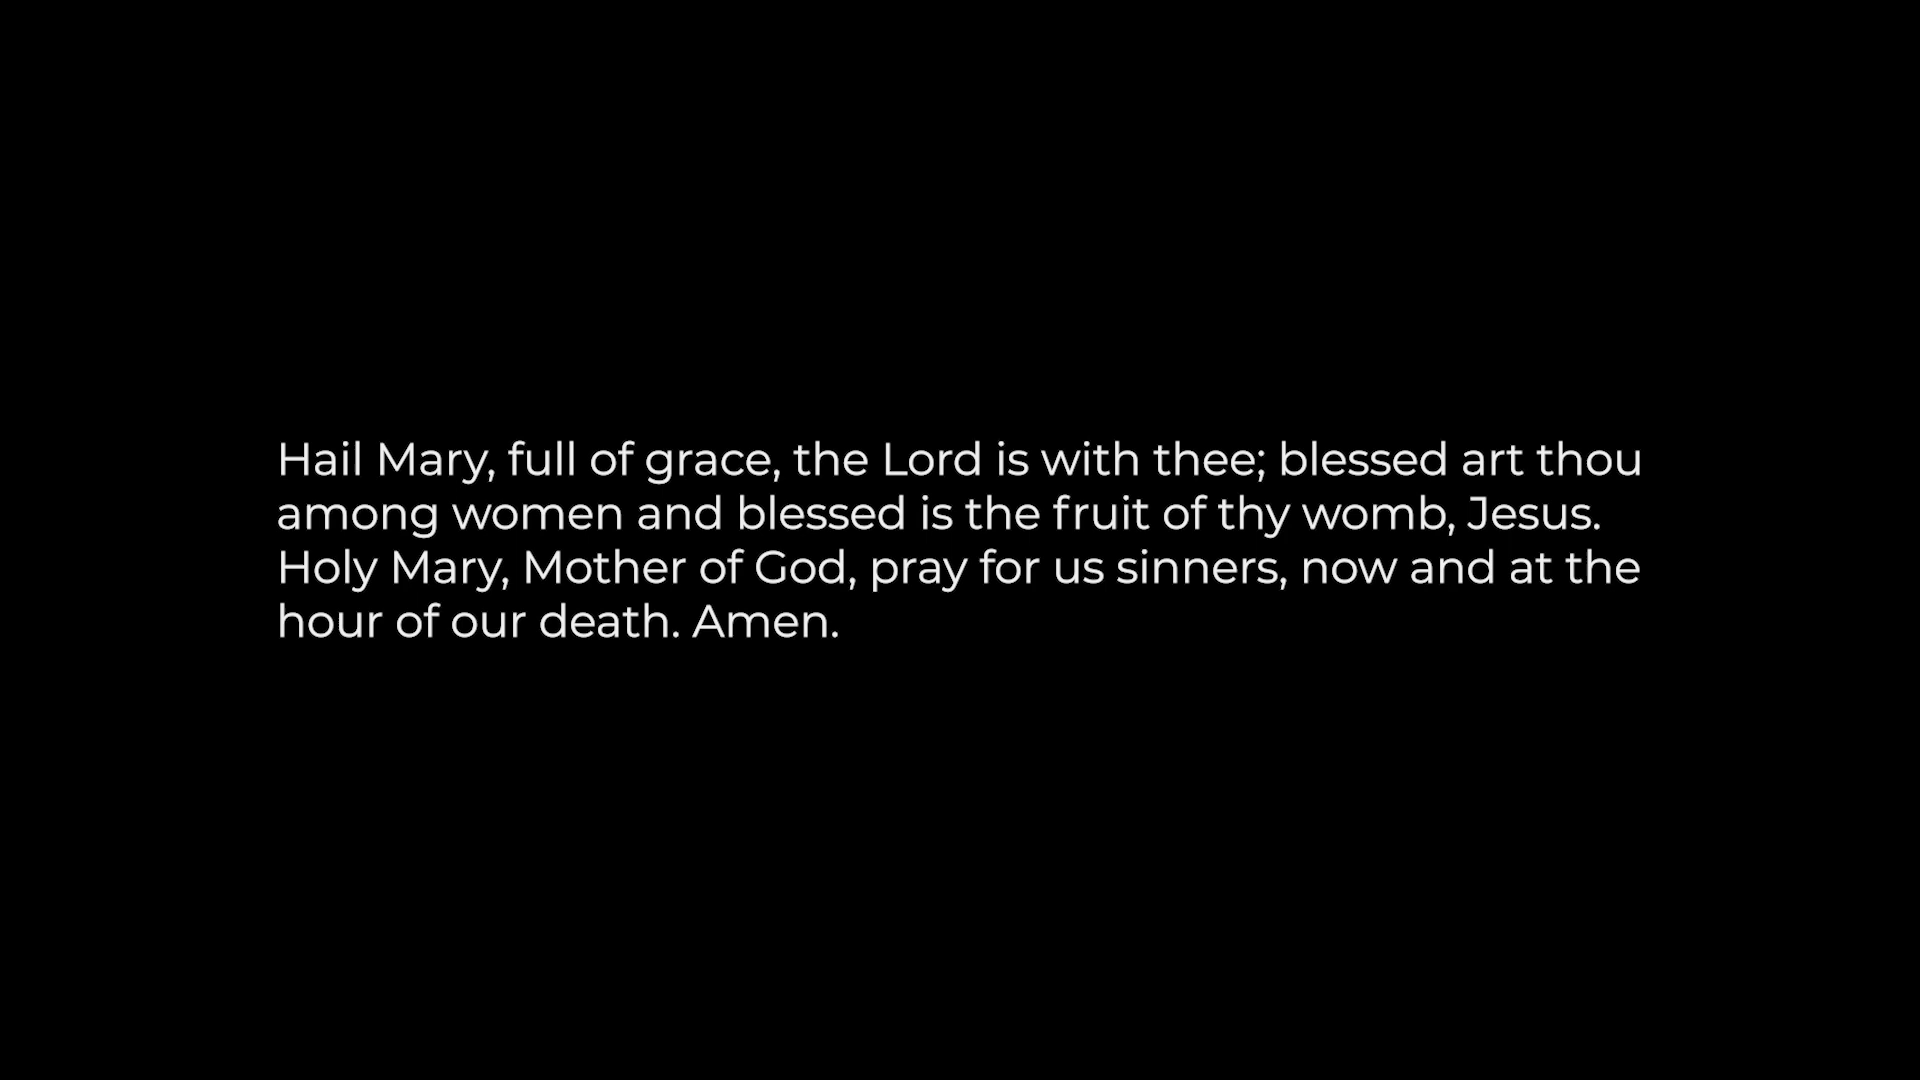 Hail Mary, full of grace, the Lord is with thee; blessed art thou
among women and blessed is the fruit of thy womb, Jesus.
Holy Mary, Mother of God, pray for us sinners, now and at the
hour of our death. Amen.